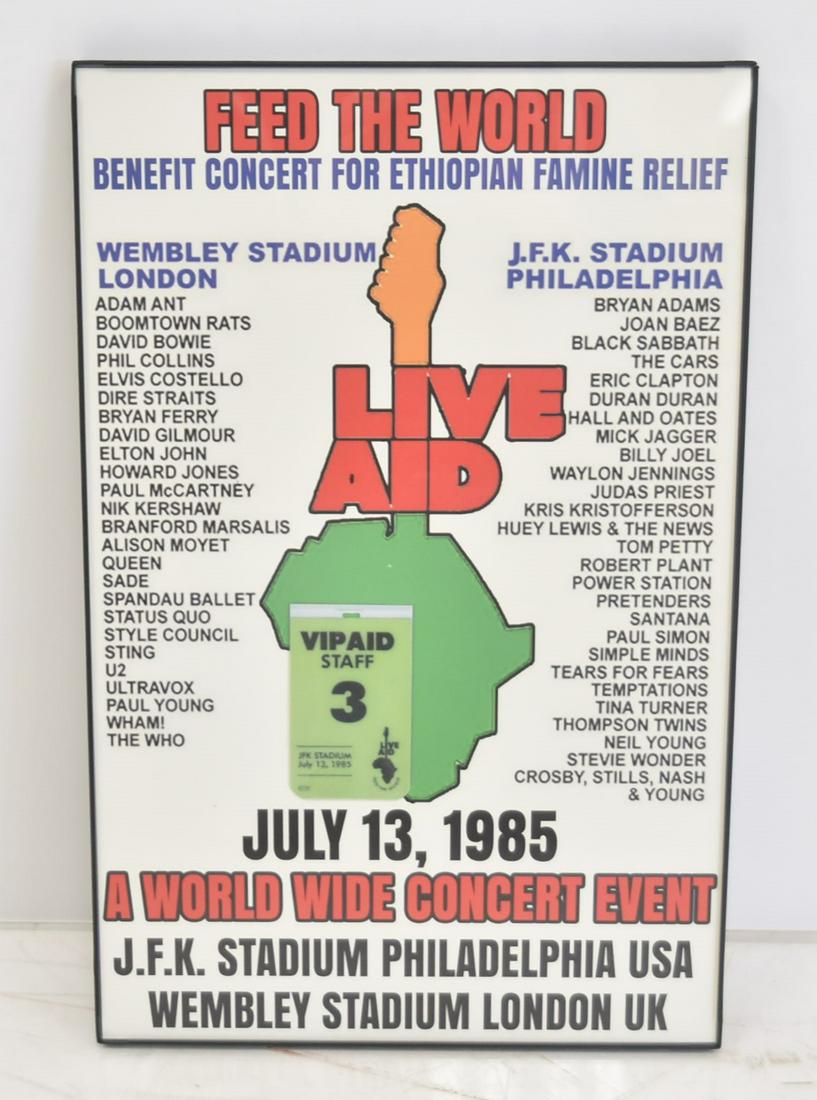 FEED THE WORLD
BENEFIT CONCERT FOR ETHIOPIAN FAMINE RELIEF
WEMBLEY STADIUM
LONDON
ADAM ANT
BOOMTOWN RATS
DAVID BOWIE
PHIL COLLINS
ELVIS COSTELLO
DIRE STRAITS
BRYAN FERRY
DAVID GILMOUR
ELTON JOHN
HOWARD JONES
PAUL McCARTNEY
NIK KERSHAW
BRANFORD MARSALIS
ALISON MOYET
QUEEN
SADE
SPANDAU BALLET
STATUS QUO
STYLE COUNCIL
STING
U2
ULTRAVOX
PAUL YOUNG
WHAM!
THE WHO
LIVE
AID
VIP AID
STAFF
3
JFK STADIUM
July 13, 1985
LIVE
AID
J.F.K. STADIUM
PHILADELPHIA
BRYAN ADAMS
JOAN BAEZ
BLACK SABBATH
THE CARS
ERIC CLAPTON
DURAN DURAN
HALL AND OATES
MICK JAGGER
BILLY JOEL
WAYLON JENNINGS
JUDAS PRIEST
KRIS KRISTOFFERSON
HUEY LEWIS & THE NEWS
TOM PETTY
ROBERT PLANT
POWER STATION
PRETENDERS
SANTANA
PAUL SIMON
SIMPLE MINDS
TEARS FOR FEARS
TEMPTATIONS
TINA TURNER
THOMPSON TWINS
NEIL YOUNG
STEVIE WONDER
CROSBY, STILLS, NASH
& YOUNG
JULY 13, 1985
A WORLD WIDE CONCERT EVENT
J.F.K. STADIUM PHILADELPHIA USA
WEMBLEY STADIUM LONDON UK